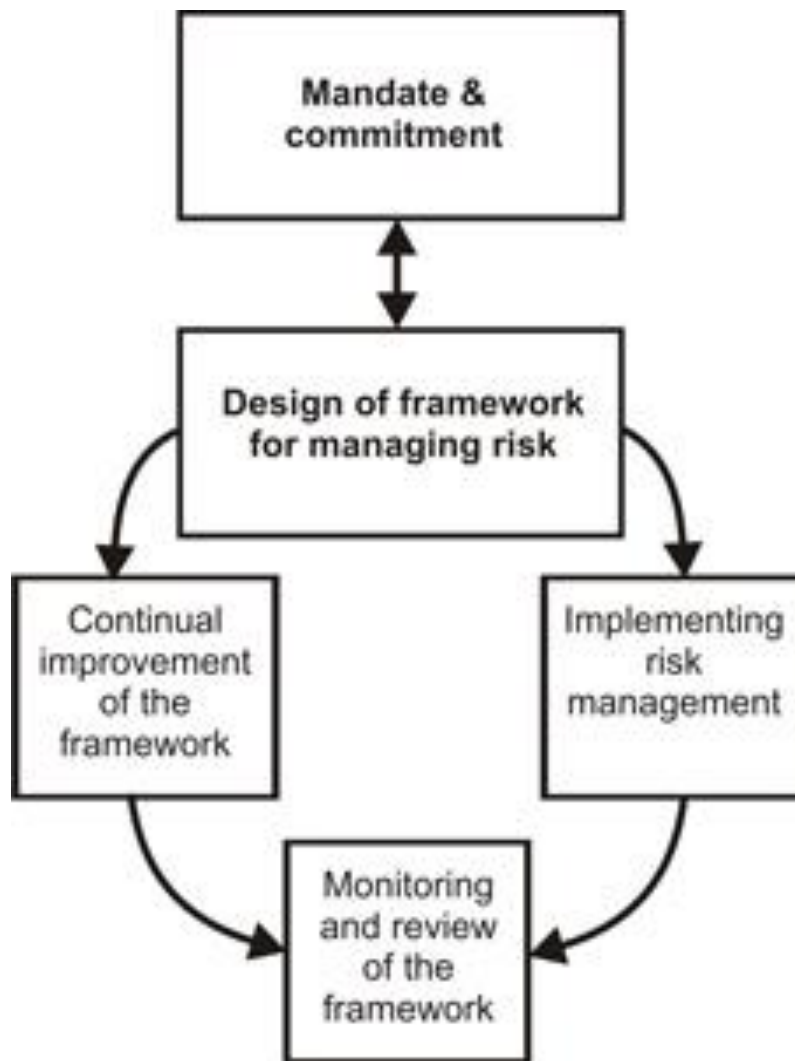 Mandate &
commitment
Design of framework
for managing risk
Continual
improvement
of the
framework
Implementing
risk
management
Monitoring
and review
of the
framework